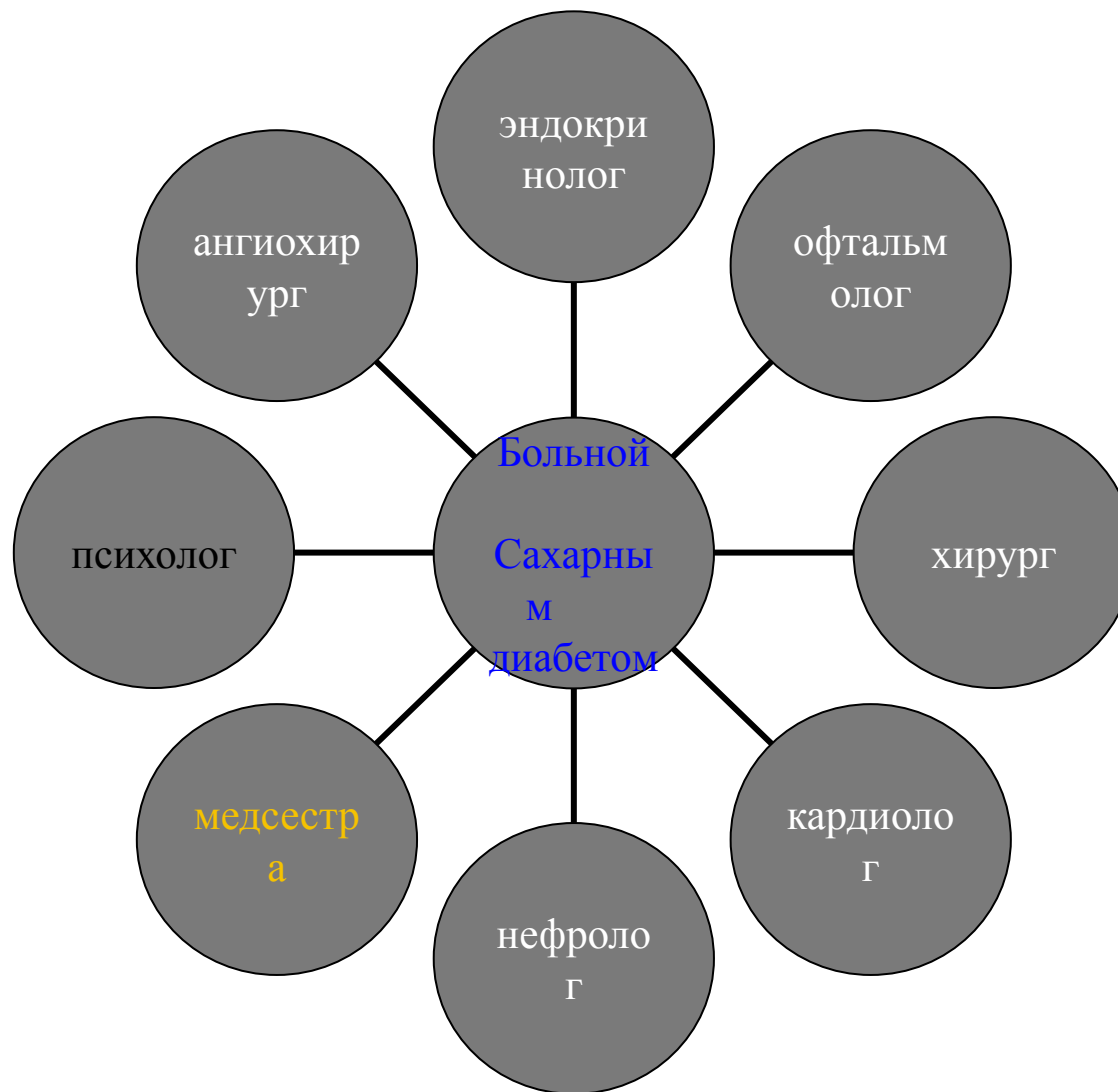 эндокри
нолог
ангиохир
ург
офтальм
олог
Больной
Сахарны
м
диабетом
психолог
хирург
медсестр
а
кардиоло
г
нефроло
г